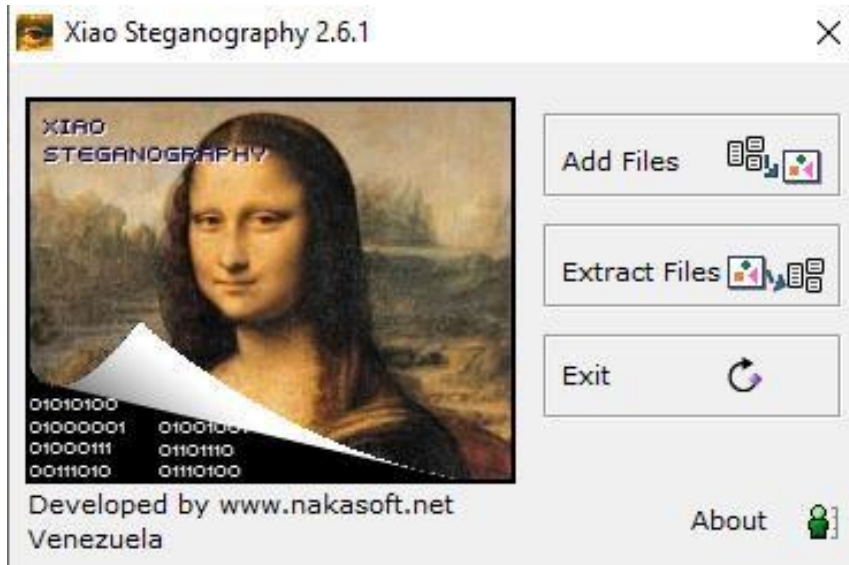 Xiao Steganography 2.6.1
XIAO
STEGANOGRAPHY
Add Files
Extract Files
Exit
01010100
01000001
01000111 01101110
00111010 01110100
Developed by www.nakasoft.net
Venezuela
About